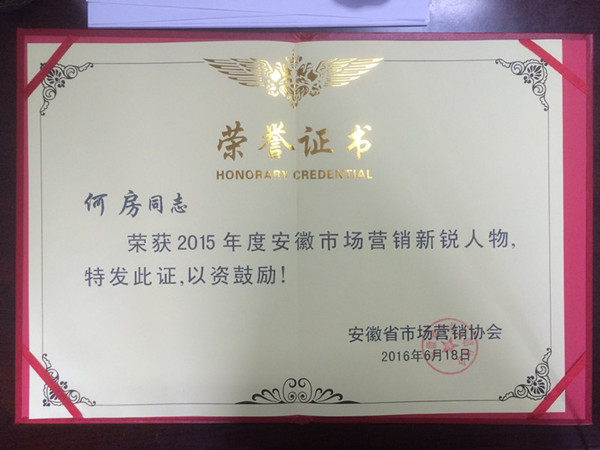 荣誉证书
HONORARY CREDENTIAL
何房同志
荣获2015年度安徽市场营销新锐人物,
特发此证,以资鼓励!
安徽省市场营销协会
2016年6月18日